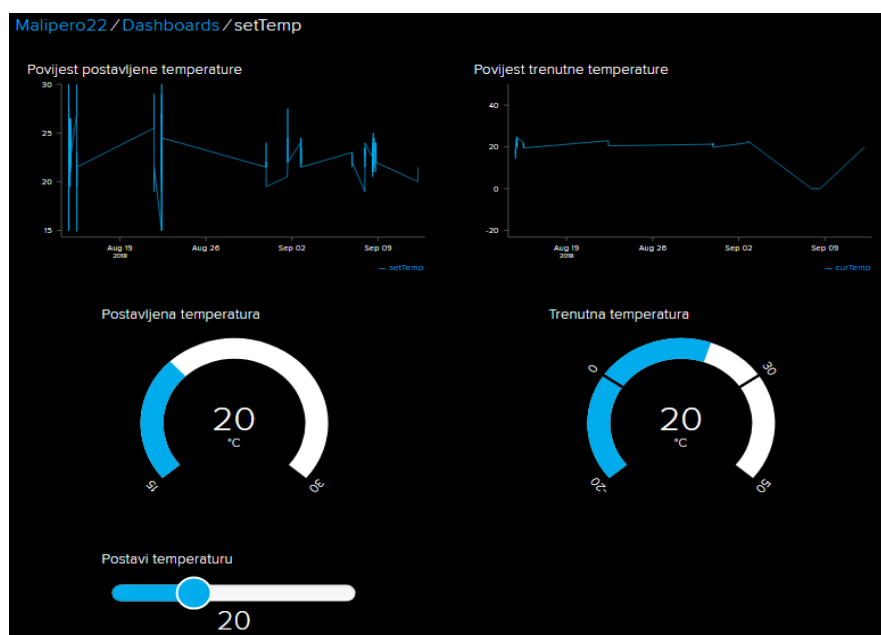 Malipero22/Dashboards/setTemp
Povijest postavljene temperature
30
25
20
15
Aug 19
2018
Aug 26
Sep 02
Sep 09
— setTemp
Povijest trenutne temperature
40
20
0
-20
Aug 19
2018
Aug 26
Sep 02
Sep 09
— curTemp
Postavljena temperatura
20
°C
15
30
Trenutna temperatura
0
30
20
°C
-20
50
Postavi temperaturu
20